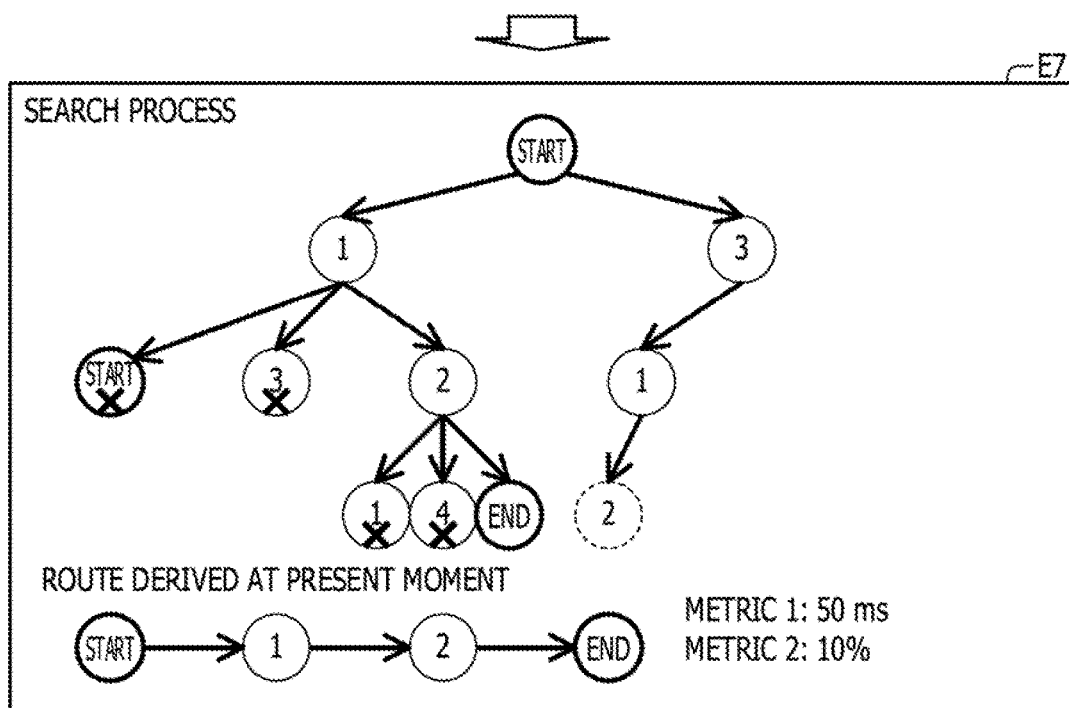 E7
SEARCH PROCESS
START
1 3
START 3 2 1
1 4 END 2
ROUTE DERIVED AT PRESENT MOMENT
START 1 2 END
METRIC 1: 50 ms
METRIC 2: 10%